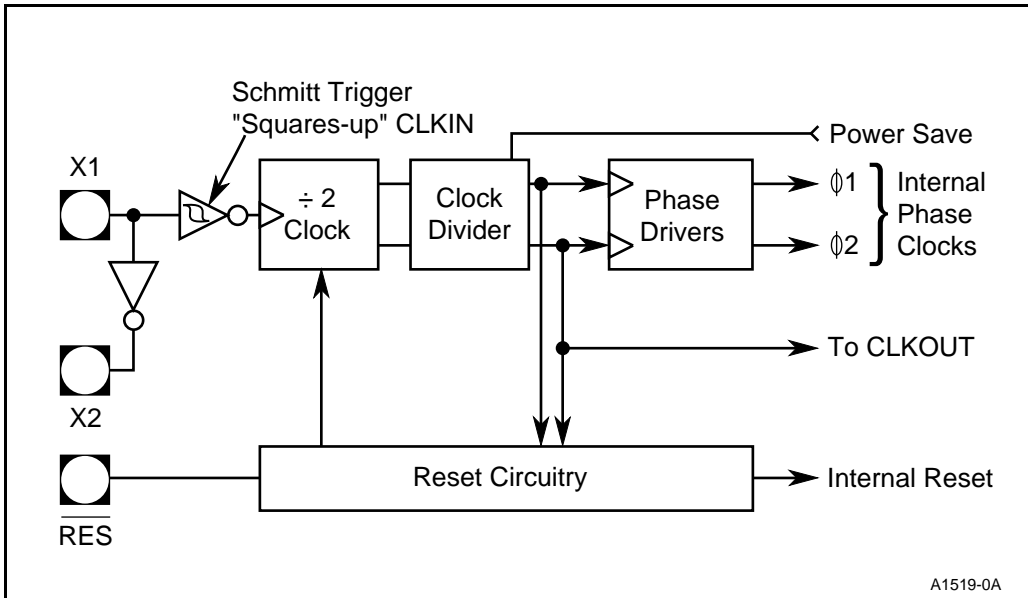 Schmitt Trigger
"Squares-up" CLKIN
Power Save
X1
÷ 2
Clock
Clock
Divider
Phase
Drivers
ϕ1
ϕ2
Internal
Phase
Clocks
To CLKOUT
X2
Reset Circuitry
Internal Reset
RES
A1519-0A